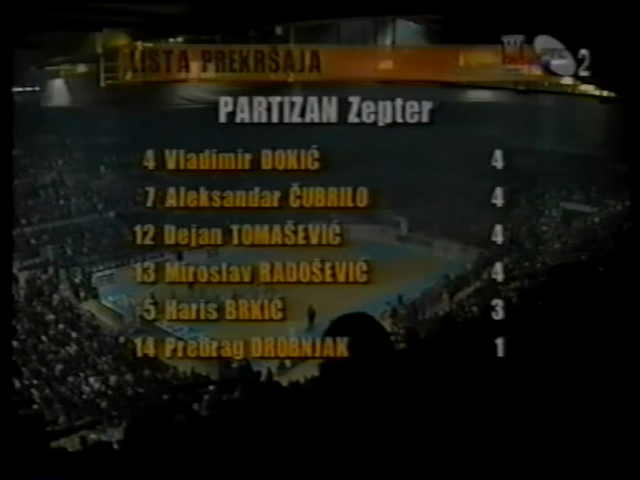 LISTA PREKRŠAJA
2
PARTIZAN Zepter
4 Vladimir ĐOKIĆ 4
7 Aleksandar ČUBRILO 4
12 Dejan TOMAŠEVIĆ 4
13 Miroslav RADOŠEVIĆ 4
5 Haris BRKIĆ 3
14 Predrag DROBNJAK 1